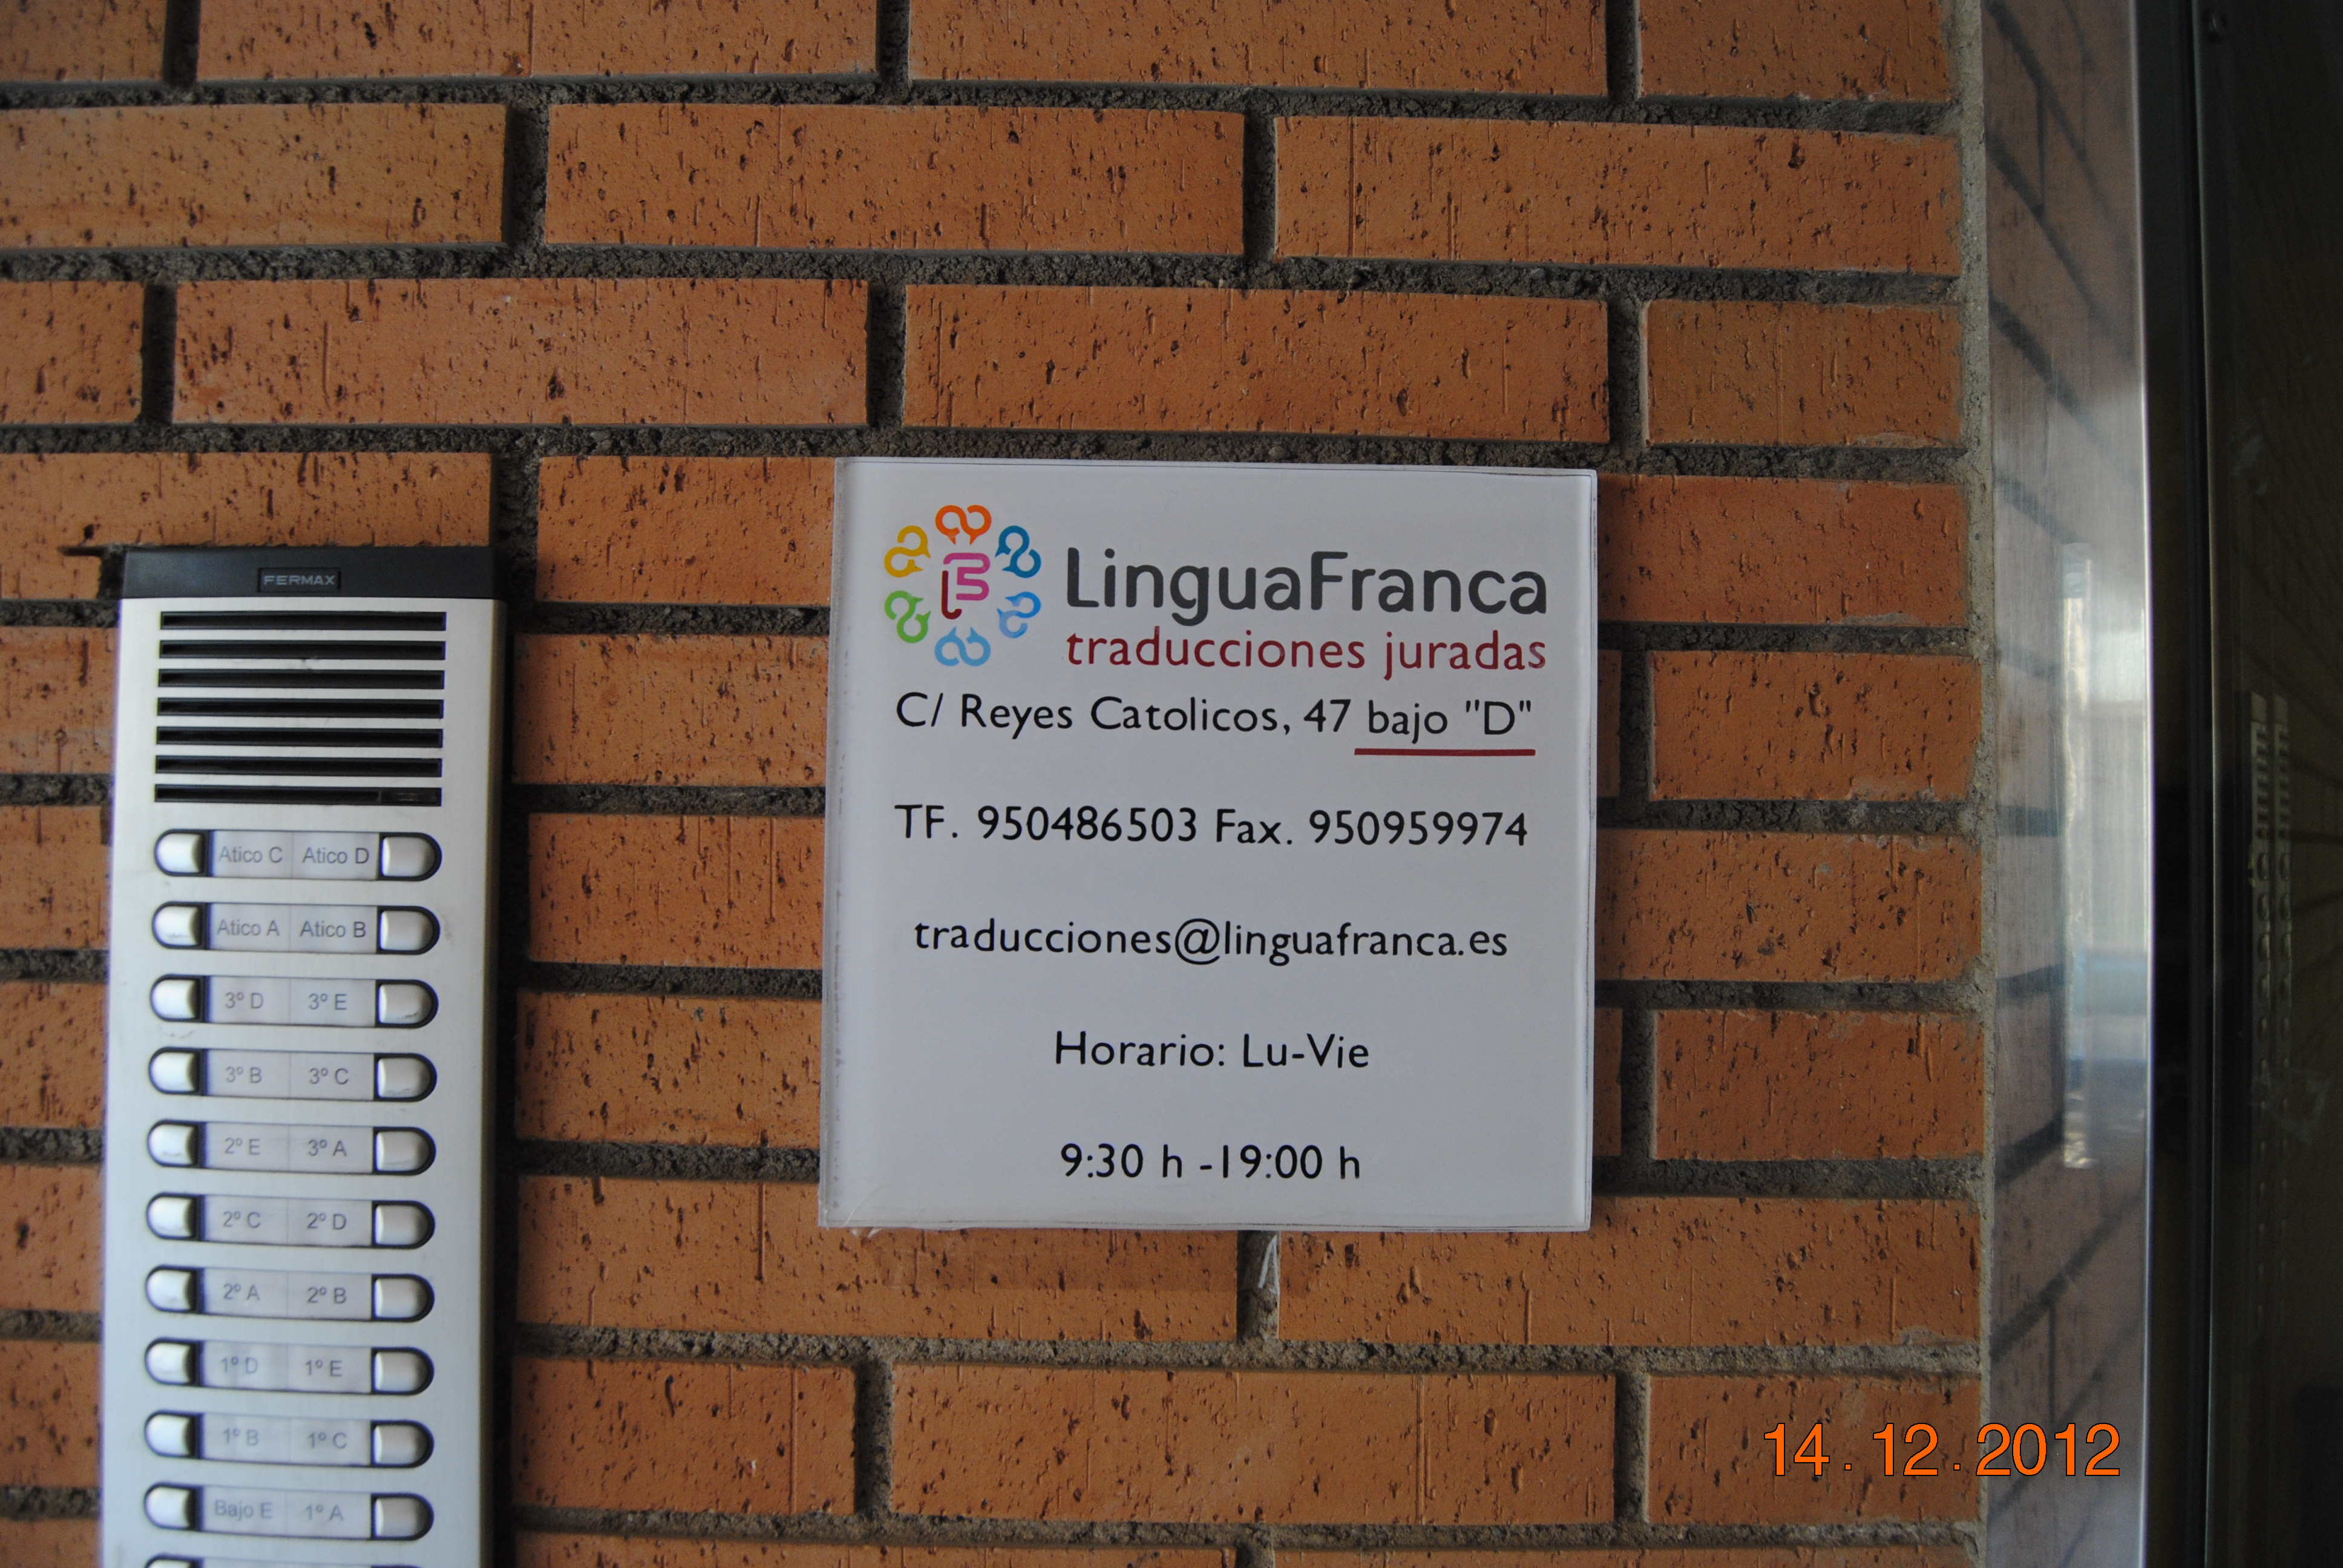 FERMAX
Atico C Atico D
Atico A Atico B
3º D 3º E
3º B 3º C
2º E 3º A
2º C 2º D
2º A 2º B
1º D 1º E
1º B 1º C
Bajo E 1º A
LinguaFranca
traducciones juradas
C/ Reyes Catolicos, 47 bajo "D"
TF. 950486503 Fax. 950959974
traducciones@linguafranca.es
Horario: Lu-Vie
9:30 h -19:00 h
14.12.2012